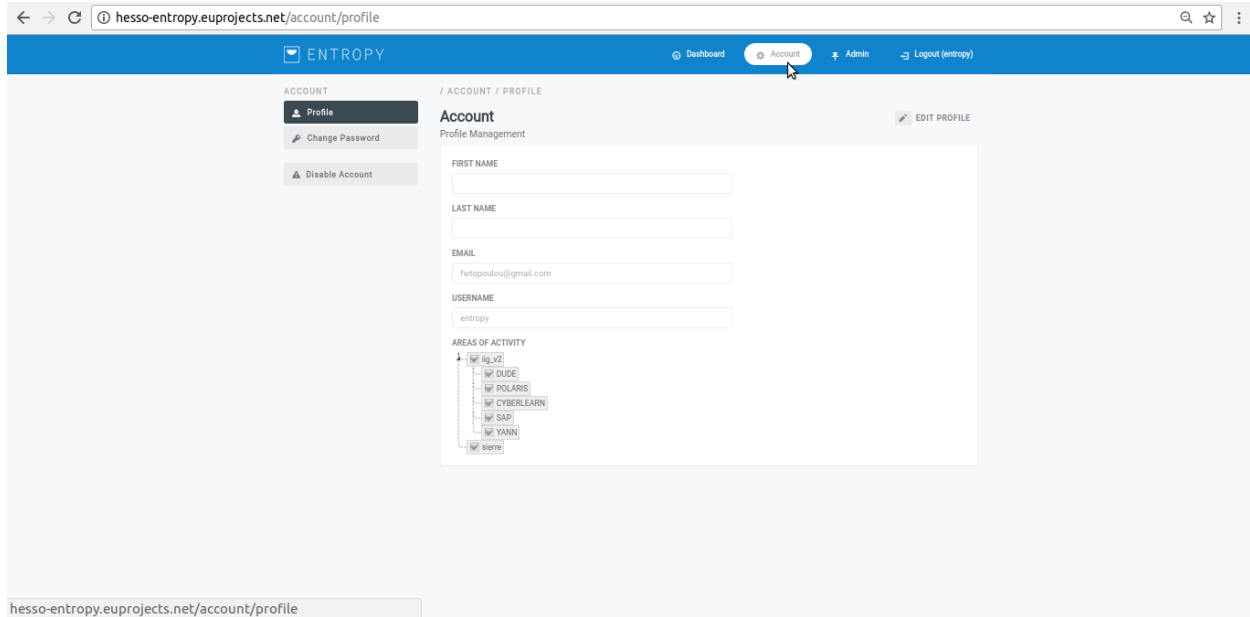 hesso-entropy.euprojects.net/account/profile
ENTROPY
Dashboard
Account
Admin
Logout (entropy)
ACCOUNT
Profile
Change Password
Disable Account
/ ACCOUNT / PROFILE
Account
Profile Management
EDIT PROFILE
FIRST NAME
LAST NAME
EMAIL
fwtopoulou@gmail.com
USERNAME
entropy
AREAS OF ACTIVITY
iig_v2
DUDE
POLARIS
CYBERLEARN
SAP
YANN
sierre
hesso-entropy.euprojects.net/account/profile